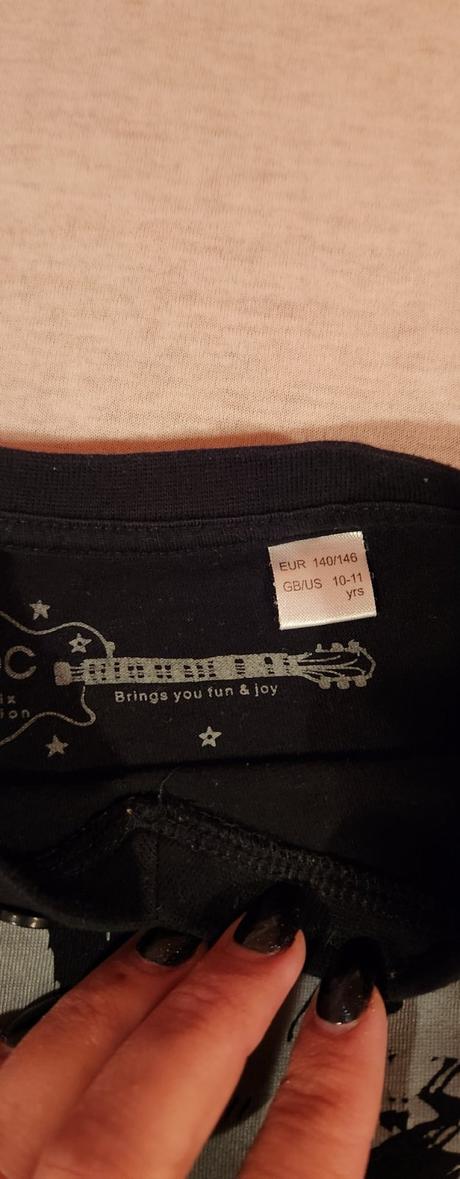 EUR 140/146
GB/US 10-11
yrs
Brings you fun & joy